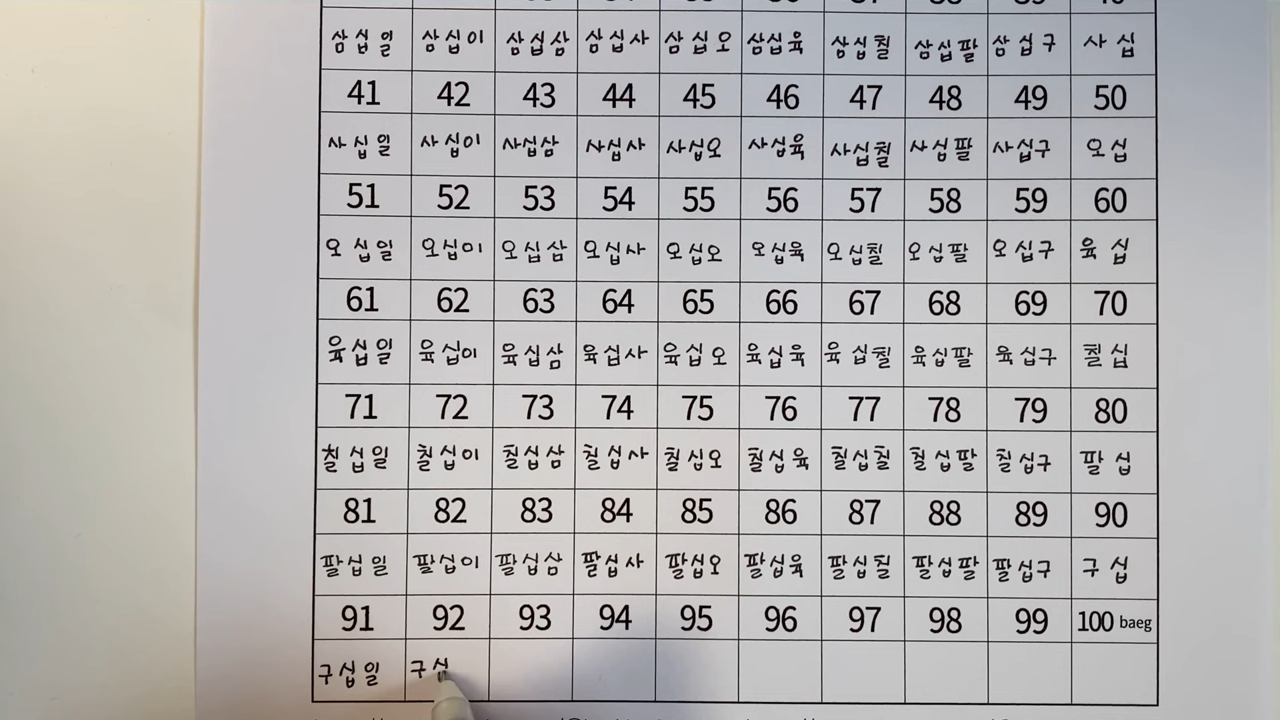 삼십일 삼십이 삼십삼 삼십사 삼십오 삼십육 삼십칠 삼십팔 삼십구 사십
41 42 43 44 45 46 47 48 49 50
사십일 사십이 사십삼 사십사 사십오 사십육 사십칠 사십팔 사십구 오십
51 52 53 54 55 56 57 58 59 60
오십일 오십이 오십삼 오십사 오십오 오십육 오십칠 오십팔 오십구 육십
61 62 63 64 65 66 67 68 69 70
육십일 육십이 육십삼 육십사 육십오 육십육 육십칠 육십팔 육십구 칠십
71 72 73 74 75 76 77 78 79 80
칠십일 칠십이 칠십삼 칠십사 칠십오 칠십육 칠십칠 칠십팔 칠십구 팔십
81 82 83 84 85 86 87 88 89 90
팔십일 팔십이 팔십삼 팔십사 팔십오 팔십육 팔십칠 팔십팔 팔십구 구십
91 92 93 94 95 96 97 98 99 100 baeg
구십일 구